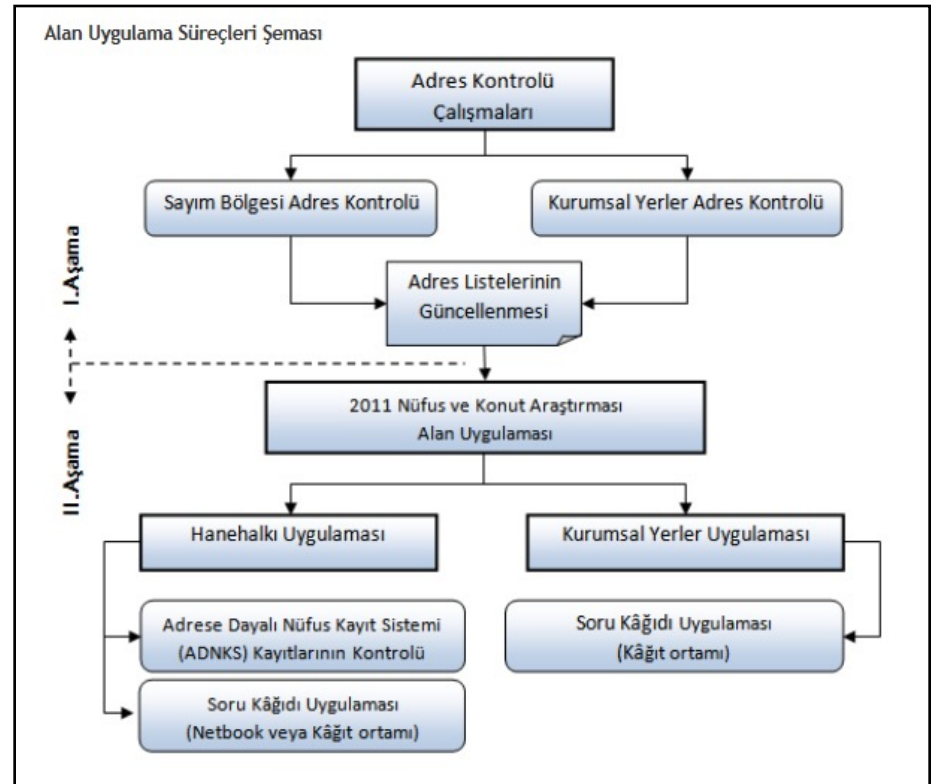 Alan Uygulama Süreçleri Şeması
Adres Kontrolü
Çalışmaları
Sayım Bölgesi Adres Kontrolü
Kurumsal Yerler Adres Kontrolü
I.Aşama
Adres Listelerinin
Güncellenmesi
2011 Nüfus ve Konut Araştırması
Alan Uygulaması
II.Aşama
Hanehalkı Uygulaması
Kurumsal Yerler Uygulaması
Adrese Dayalı Nüfus Kayıt Sistemi
(ADNKS) Kayıtlarının Kontrolü
Soru Kâğıdı Uygulaması
(Kâğıt ortamı)
Soru Kâğıdı Uygulaması
(Netbook veya Kâğıt ortamı)